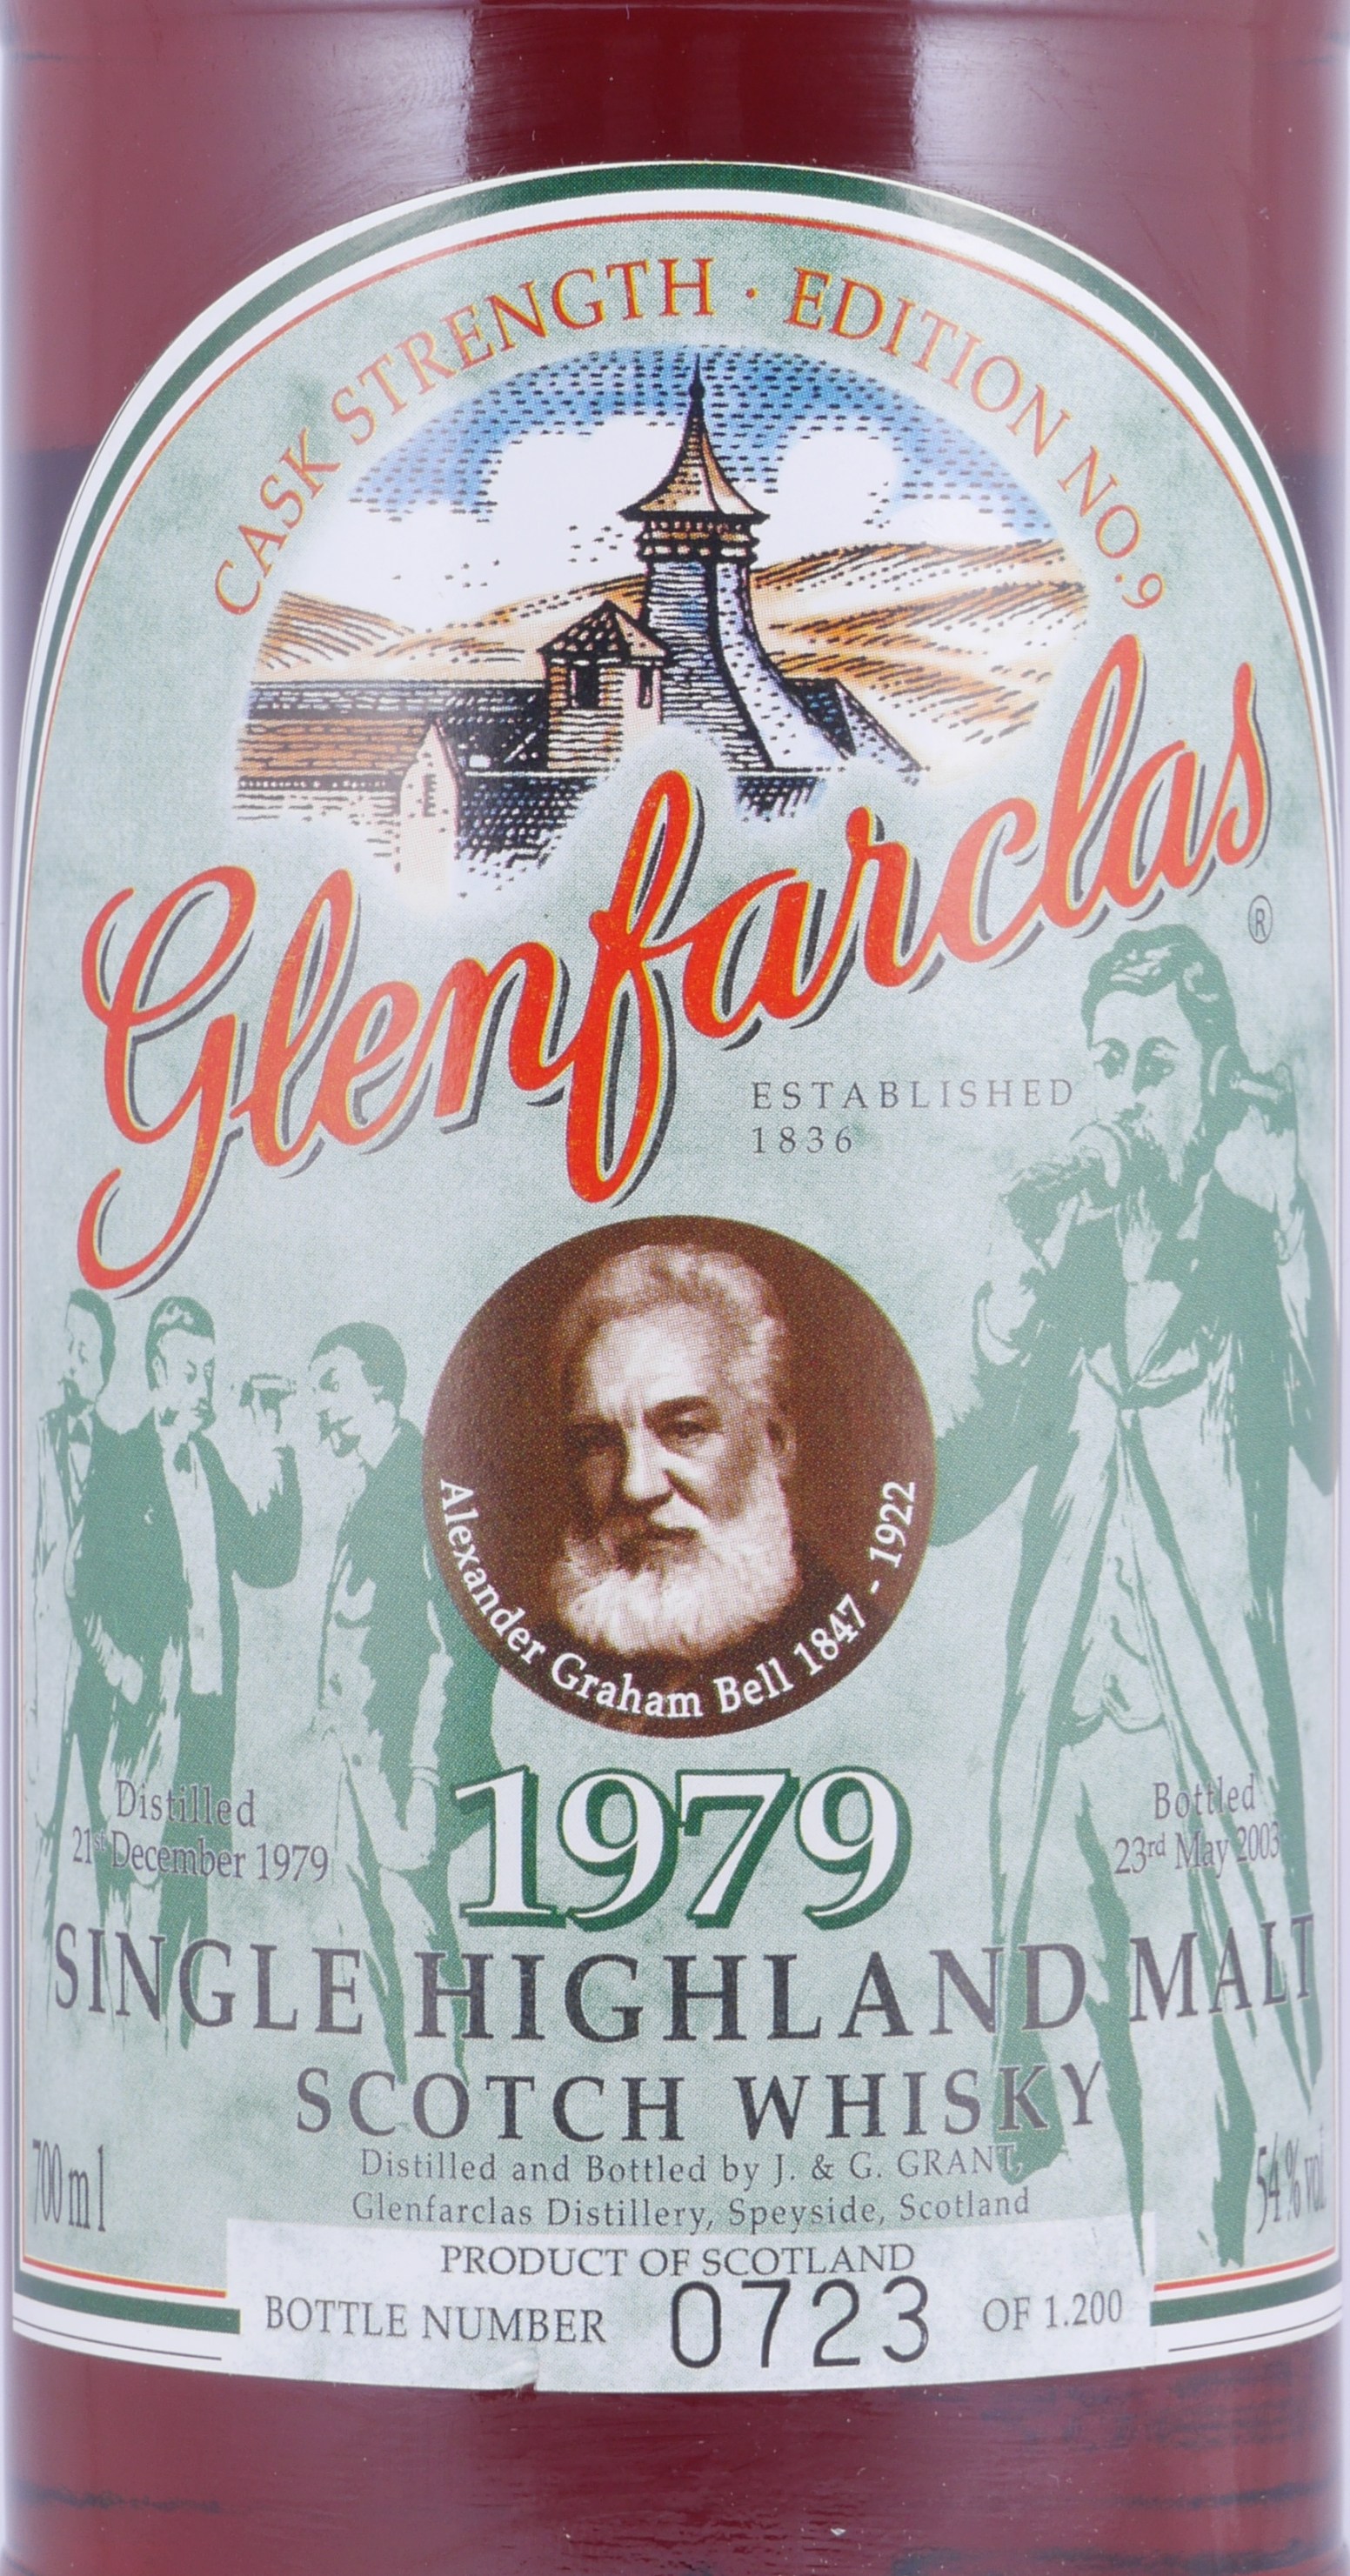 CASK STRENGTH · EDITION NO.9
Glenfarclas®
ESTABLISHED
1836
Alexander Graham Bell 1847 - 1922
1979
Distilled
21st December 1979
Bottled
23rd May 2003
SINGLE HIGHLAND MALT
SCOTCH WHISKY
700 ml
54% vol.
Distilled and Bottled by J. & G. GRANT,
Glenfarclas Distillery, Speyside, Scotland
PRODUCT OF SCOTLAND
BOTTLE NUMBER 0723 OF 1.200